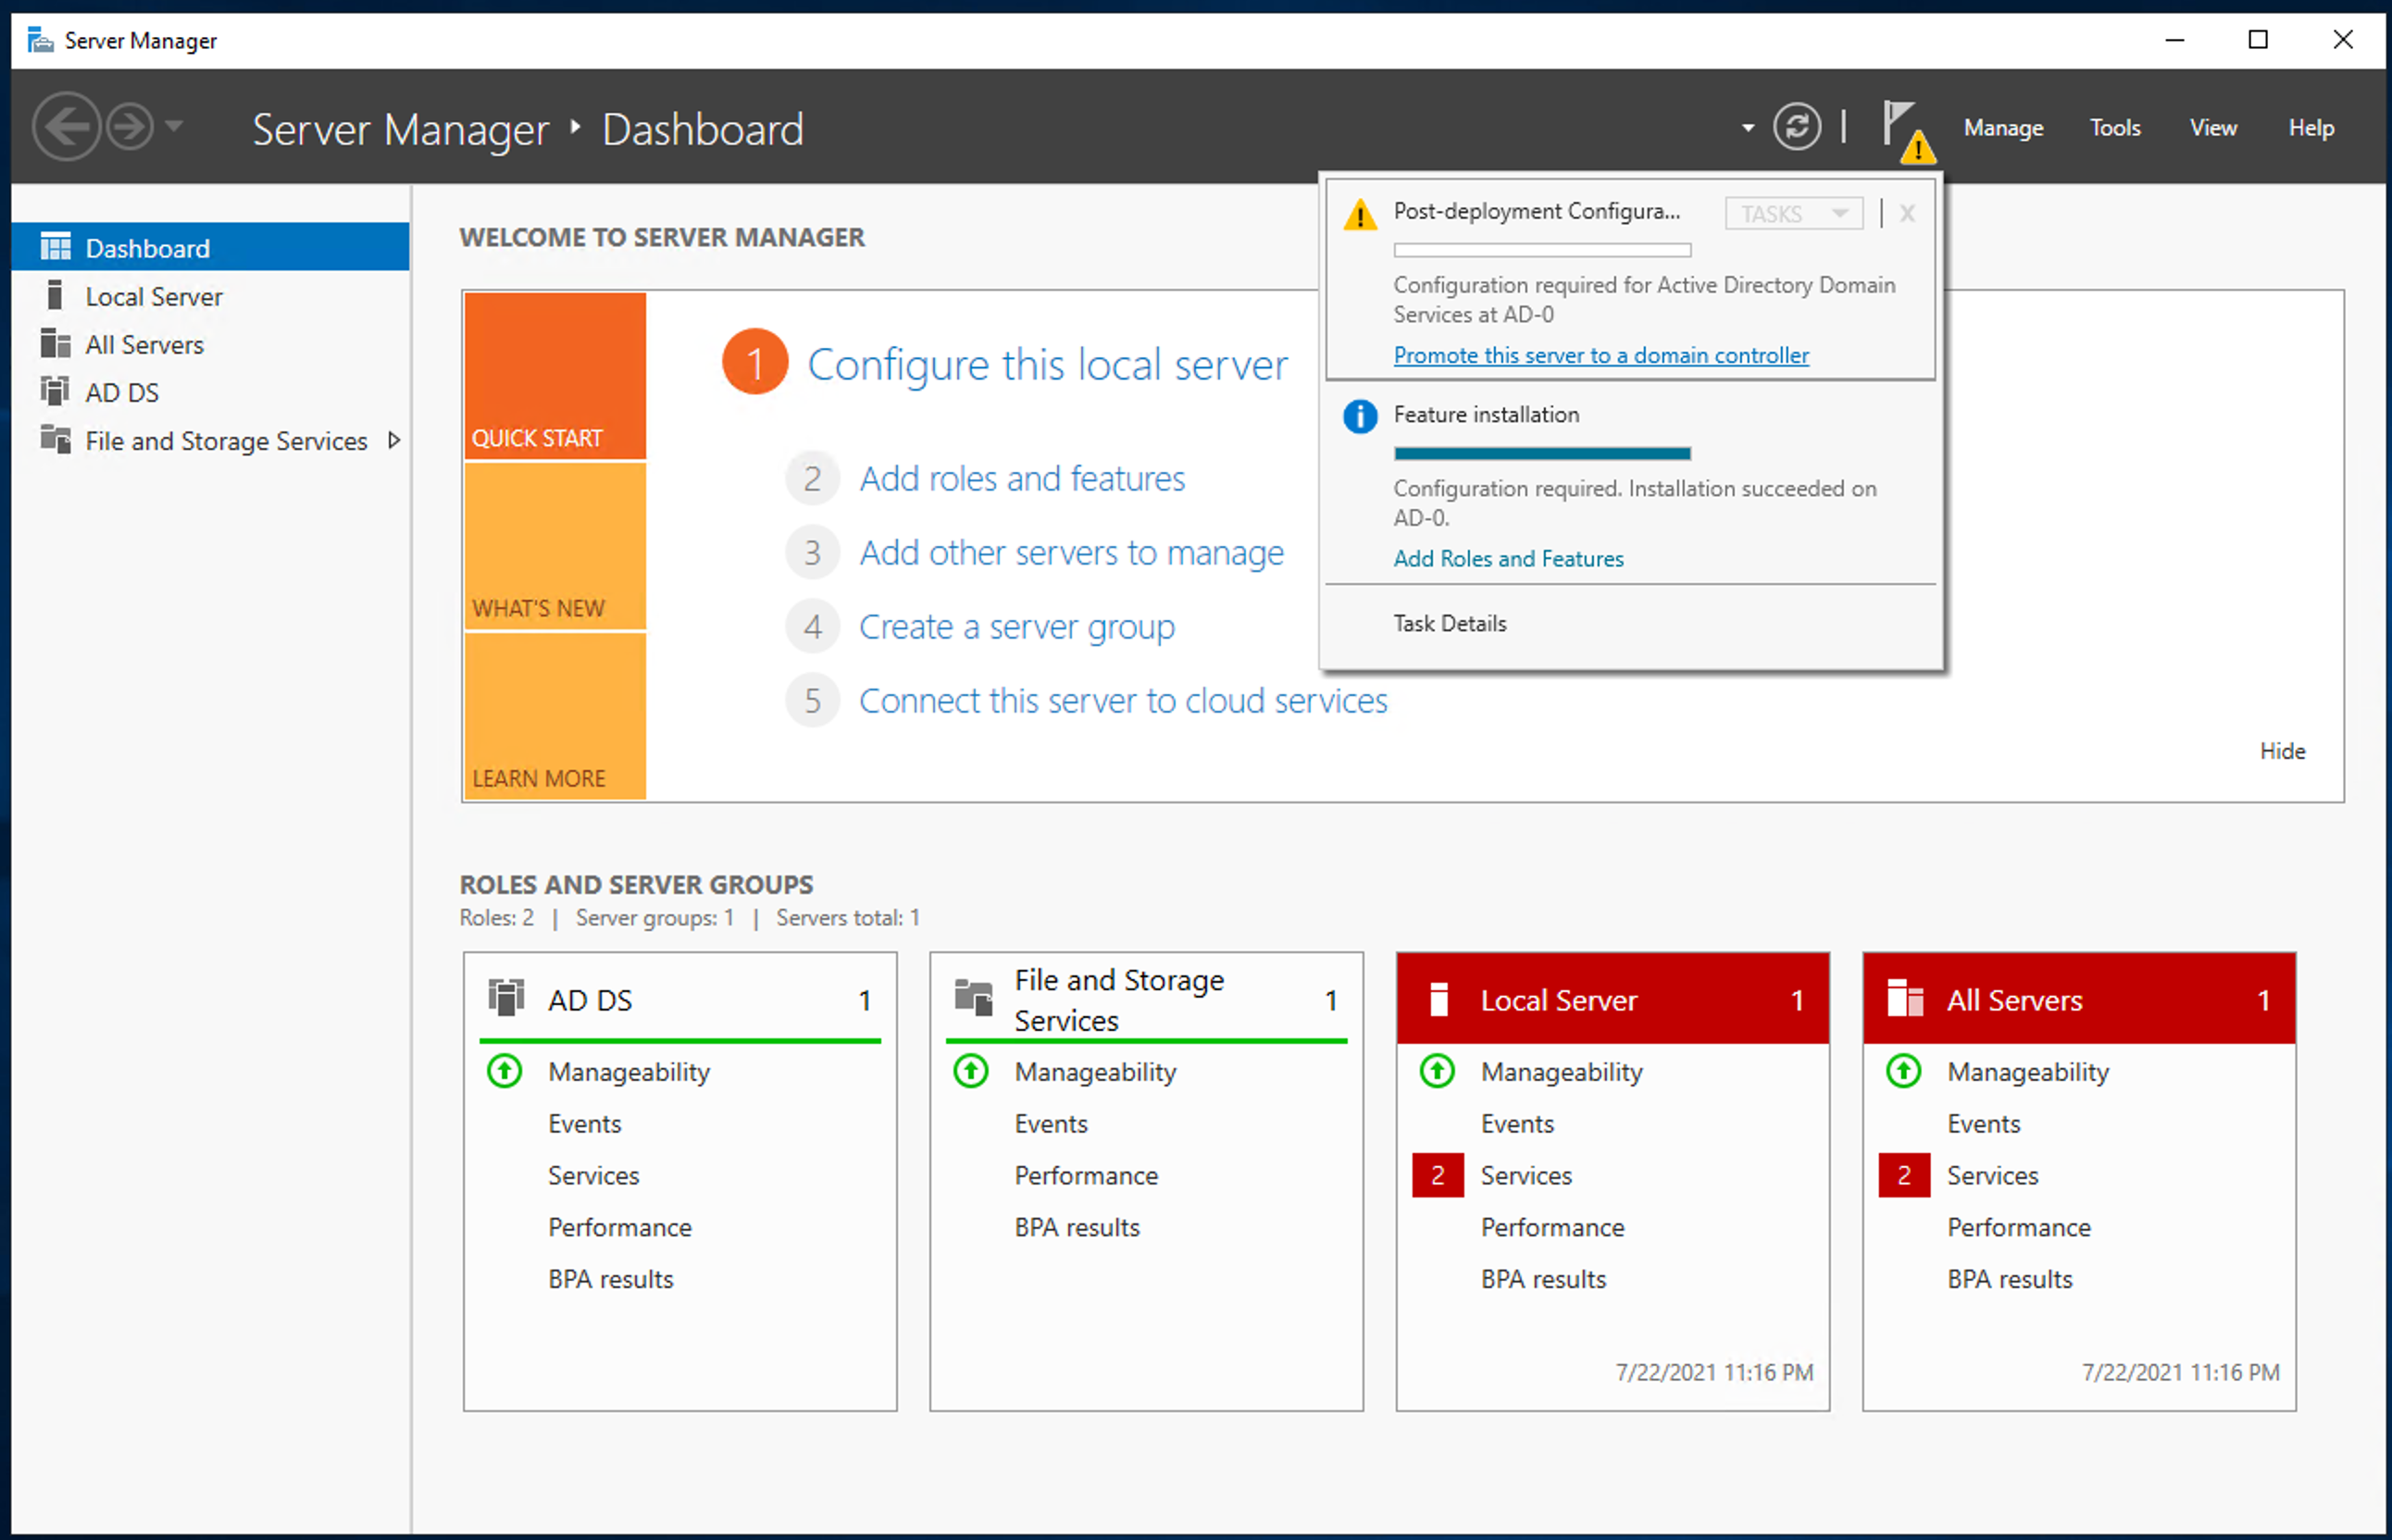 Server Manager
Server Manager ‣ Dashboard
Manage Tools View Help
Dashboard
Local Server
All Servers
AD DS
File and Storage Services
WELCOME TO SERVER MANAGER
QUICK START
WHAT'S NEW
LEARN MORE
1 Configure this local server
2 Add roles and features
3 Add other servers to manage
4 Create a server group
5 Connect this server to cloud services
Hide
Post-deployment Configura... TASKS | X
Configuration required for Active Directory Domain
Services at AD-0
Promote this server to a domain controller
Feature installation
Configuration required. Installation succeeded on
AD-0.
Add Roles and Features
Task Details
ROLES AND SERVER GROUPS
Roles: 2 | Server groups: 1 | Servers total: 1
AD DS 1
Manageability
Events
Services
Performance
BPA results
File and Storage
Services 1
Manageability
Events
Performance
BPA results
Local Server 1
Manageability
Events
2 Services
Performance
BPA results
7/22/2021 11:16 PM
All Servers 1
Manageability
Events
2 Services
Performance
BPA results
7/22/2021 11:16 PM